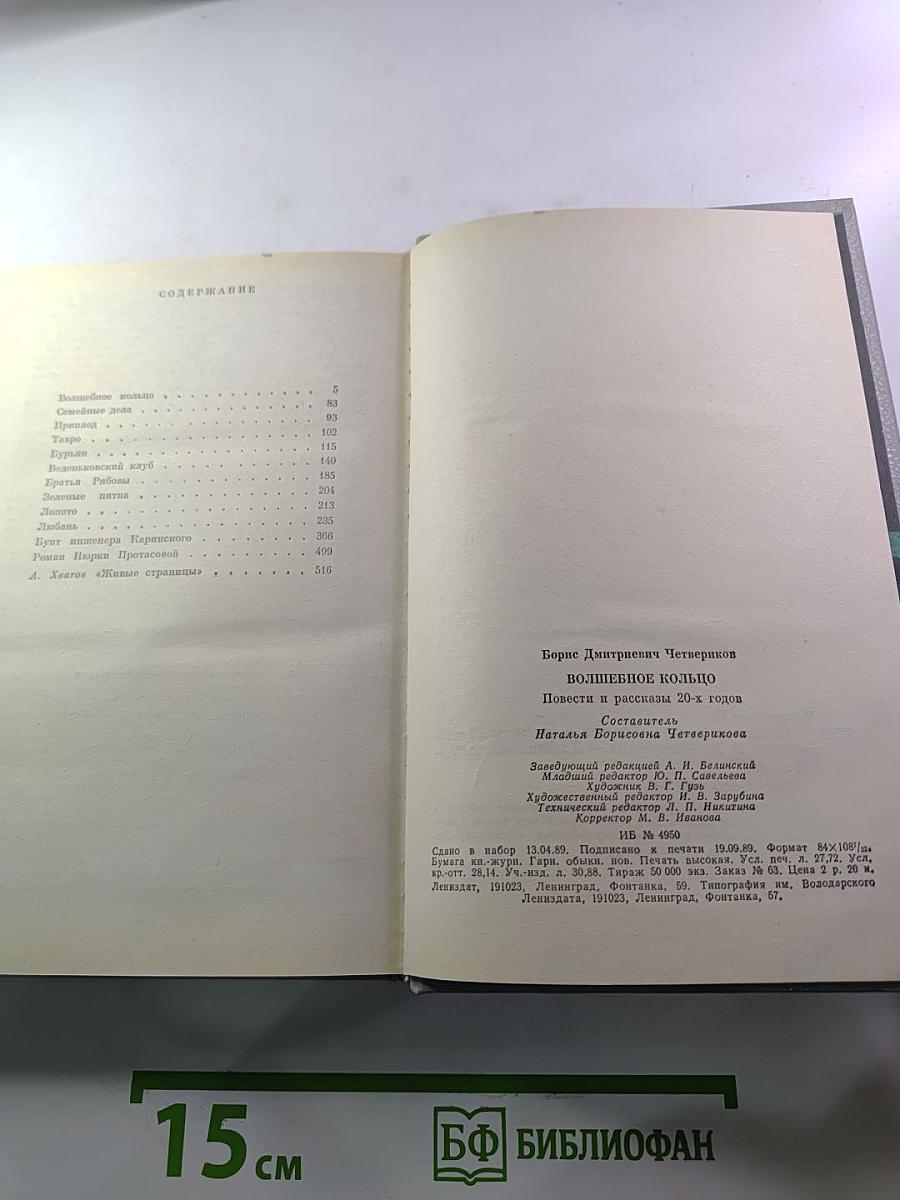 СОДЕРЖАНИЕ
Волшебное кольцо . . . . . . . . . . . . 5
Семейные дела . . . . . . . . . . . . . 83
Приплод . . . . . . . . . . . . . . . 93
Тавро . . . . . . . . . . . . . . . . 102
Бурьян . . . . . . . . . . . . . . . . 115
Веденьковский клуб . . . . . . . . . . . 140
Братья Рябовы . . . . . . . . . . . . . 185
Зеленые пятна . . . . . . . . . . . . . 204
Лопото . . . . . . . . . . . . . . . . 213
Любань . . . . . . . . . . . . . . . . 235
Бунт инженера Каринского . . . . . . . . 366
Роман Нюрки Протасовой . . . . . . . . . 499
А. Хватов «Живые страницы» . . . . . . . 516
Борис Дмитриевич Четвериков
ВОЛШЕБНОЕ КОЛЬЦО
Повести и рассказы 20-х годов
Составитель
Наталья Борисовна Четверикова
Заведующий редакцией А. И. Белинский
Младший редактор Ю. П. Савельева
Художник В. Г. Гузь
Художественный редактор И. В. Зарубина
Технический редактор Л. П. Никитина
Корректор М. В. Иванова
ИБ № 4950
Сдано в набор 13.04.89. Подписано к печати 19.09.89. Формат 84×108¹/₃₂.
Бумага кн.-журн. Гарн. обыкн. нов. Печать высокая. Усл. печ. л. 27,72. Усл.
кр.-отт. 28,14. Уч.-изд. л. 30,88. Тираж 50 000 экз. Заказ № 63. Цена 2 р. 20 к.
Лениздат, 191023, Ленинград, Фонтанка, 59. Типография им. Володарского
Лениздата, 191023, Ленинград, Фонтанка, 57.
15 см
БФ БИБЛИОФАН